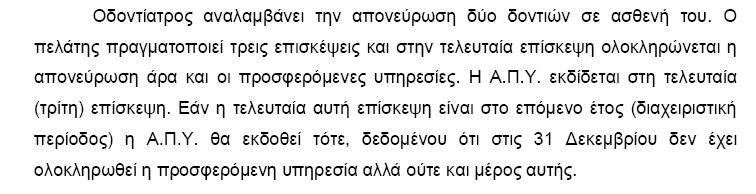 Οδοντίατρος αναλαμβάνει την απονεύρωση δύο δοντιών σε ασθενή του. Ο
πελάτης πραγματοποιεί τρεις επισκέψεις και στην τελευταία επίσκεψη ολοκληρώνεται η
απονεύρωση άρα και οι προσφερόμενες υπηρεσίες. Η Α.Π.Υ. εκδίδεται στη τελευταία
(τρίτη) επίσκεψη. Εάν η τελευταία αυτή επίσκεψη είναι στο επόμενο έτος (διαχειριστική
περίοδος) η Α.Π.Υ. θα εκδοθεί τότε, δεδομένου ότι στις 31 Δεκεμβρίου δεν έχει
ολοκληρωθεί η προσφερόμενη υπηρεσία αλλά ούτε και μέρος αυτής.